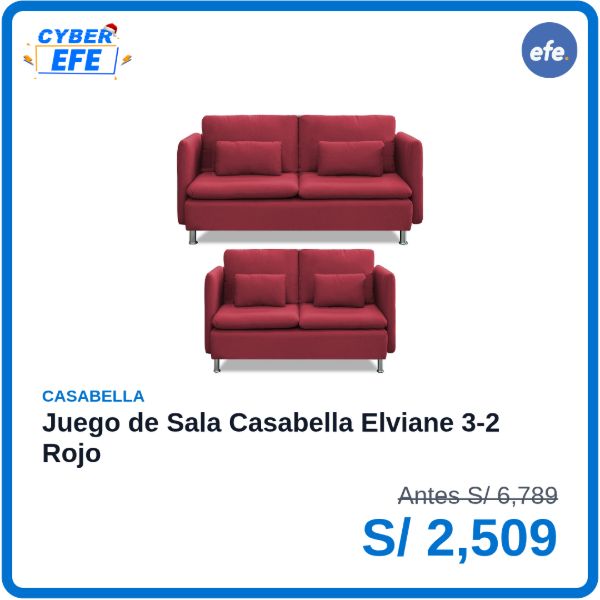 CYBER
EFE
efe.
CASABELLA
Juego de Sala Casabella Elviane 3-2
Rojo
Antes S/ 6,789
S/ 2,509